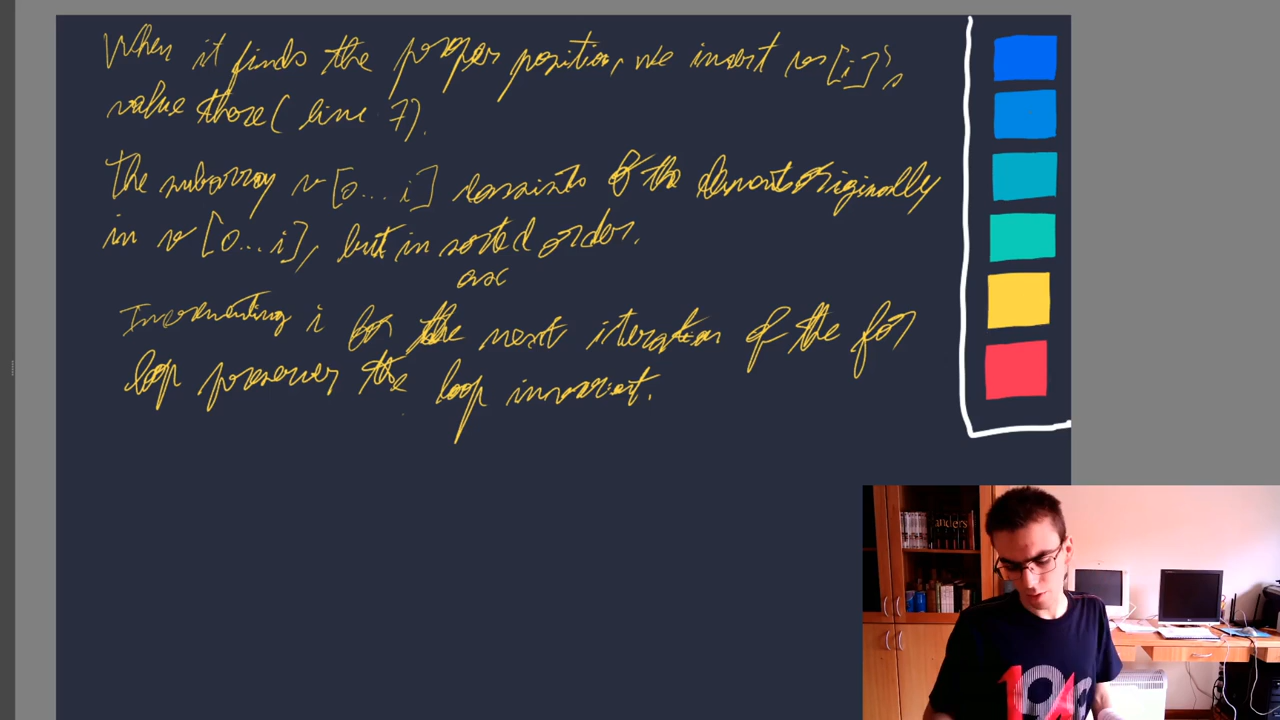 When it finds the proper position, we insert v[i]'s
value there (line 7).
The subarray v[0...i] consists of the elements originally
in v[0...i], but in sorted order.
asc
Incrementing i for the next iteration of the for
loop preserves the loop invariant.
anders